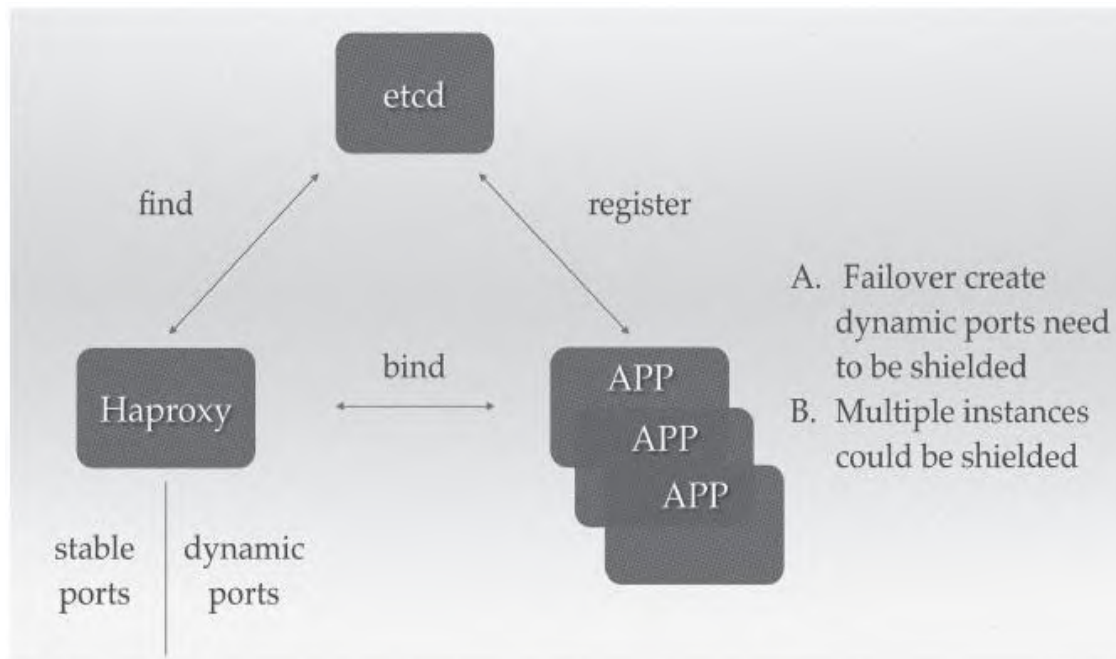 etcd
find
register
A. Failover create
dynamic ports need
to be shielded
B. Multiple instances
could be shielded
Haproxy
bind
APP
APP
APP
stable
ports
dynamic
ports